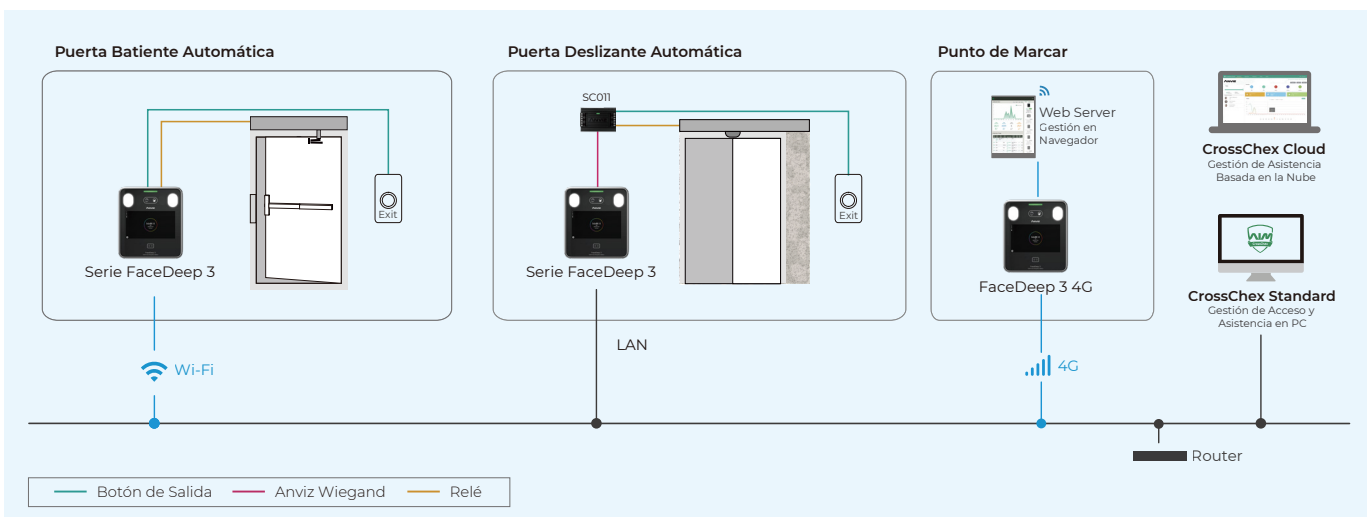 Puerta Batiente Automática
Exit
Serie FaceDeep 3
Wi-Fi
Puerta Deslizante Automática
SC011
Exit
Serie FaceDeep 3
LAN
Punto de Marcar
Web Server
Gestión en
Navegador
FaceDeep 3 4G
4G
CrossChex Cloud
Gestión de Asistencia
Basada en la Nube
CrossChex Standard
Gestión de Acceso y
Asistencia en PC
Router
Botón de Salida
Anviz Wiegand
Relé